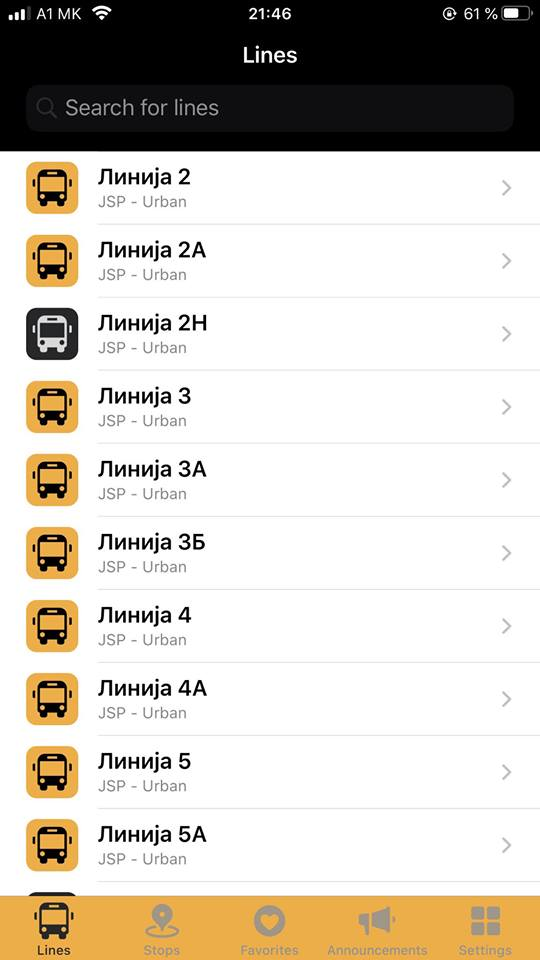 A1 MK 21:46 61 %
Lines
Search for lines
Линија 2
JSP - Urban
Линија 2А
JSP - Urban
Линија 2Н
JSP - Urban
Линија 3
JSP - Urban
Линија 3А
JSP - Urban
Линија 3Б
JSP - Urban
Линија 4
JSP - Urban
Линија 4А
JSP - Urban
Линија 5
JSP - Urban
Линија 5А
JSP - Urban
Lines Stops Favorites Announcements Settings